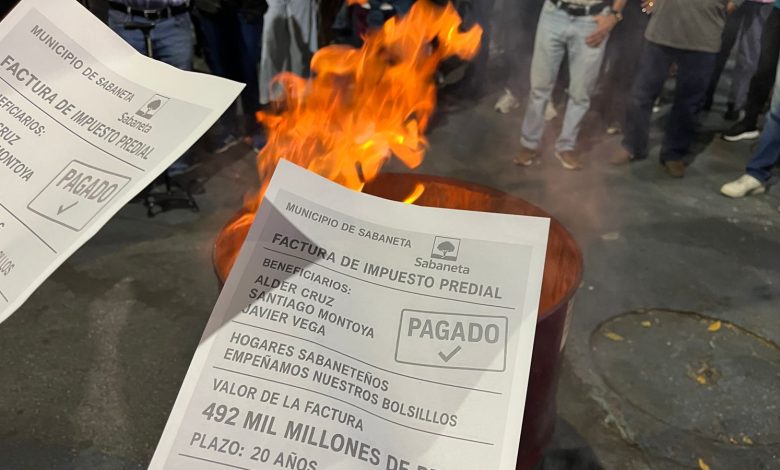 MUNICIPIO DE SABANETA
Sabaneta
FACTURA DE IMPUESTO PREDIAL
CRUZ
MONTOYA
PAGADO
MUNICIPIO DE SABANETA
Sabaneta
FACTURA DE IMPUESTO PREDIAL
BENEFICIARIOS:
ALDER CRUZ
SANTIAGO MONTOYA
JAVIER VEGA
PAGADO
HOGARES SABANETEÑOS
EMPEÑAMOS NUESTROS BOLSILLLOS
VALOR DE LA FACTURA
492 MIL MILLONES DE
PLAZO: 20 AÑOS